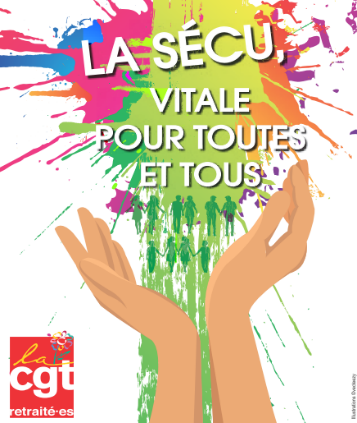 LA SÉCU,
VITALE
POUR TOUTES
ET TOUS
la
cgt
retraité·es